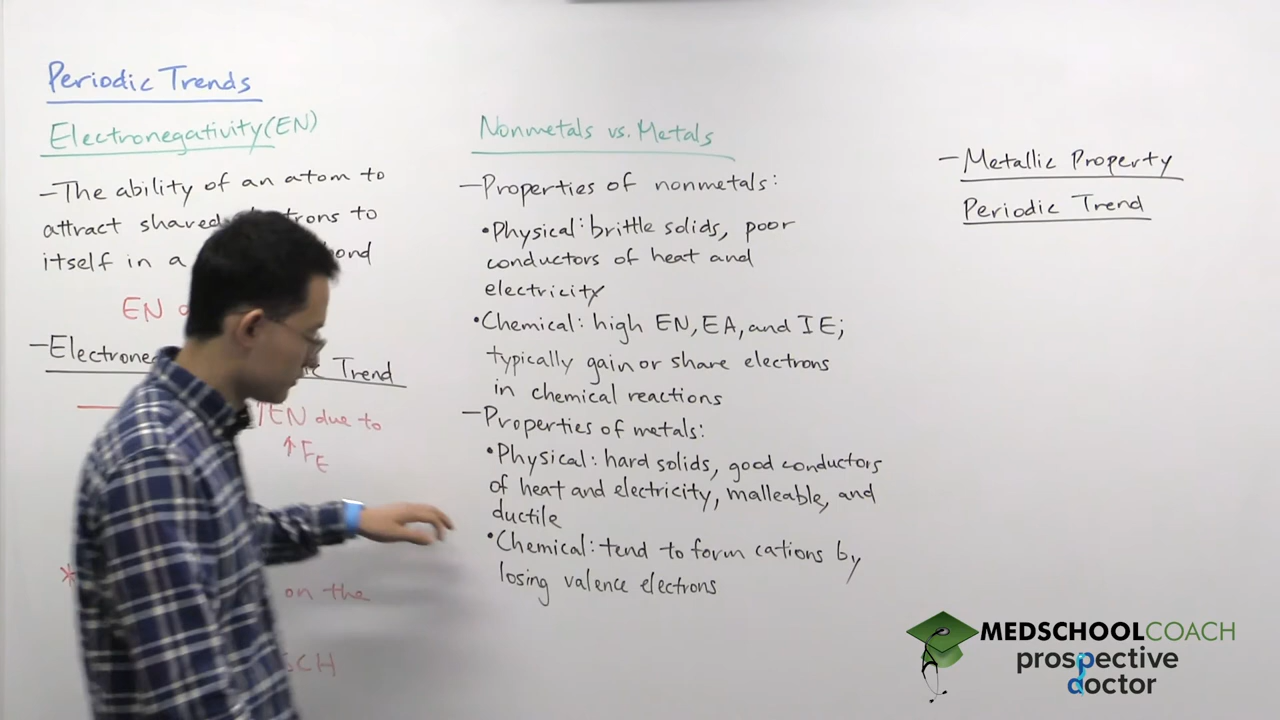 Periodic Trends
Electronegativity (EN)
-The ability of an atom to
attract shared to
itself in a bond
EN
-Trend
↑EN due to
↑FE
*
on the
Nonmetals vs. Metals
-Properties of nonmetals:
•Physical: brittle solids, poor
conductors of heat and
electricity
•Chemical: high EN, EA, and IE;
typically gain or share electrons
in chemical reactions
-Properties of metals:
•Physical: hard solids, good conductors
of heat and electricity, malleable, and
ductile
•Chemical: tend to form cations by
losing valence electrons
-Metallic Property
Periodic Trend
MEDSCHOOLCOACH
prospective
doctor